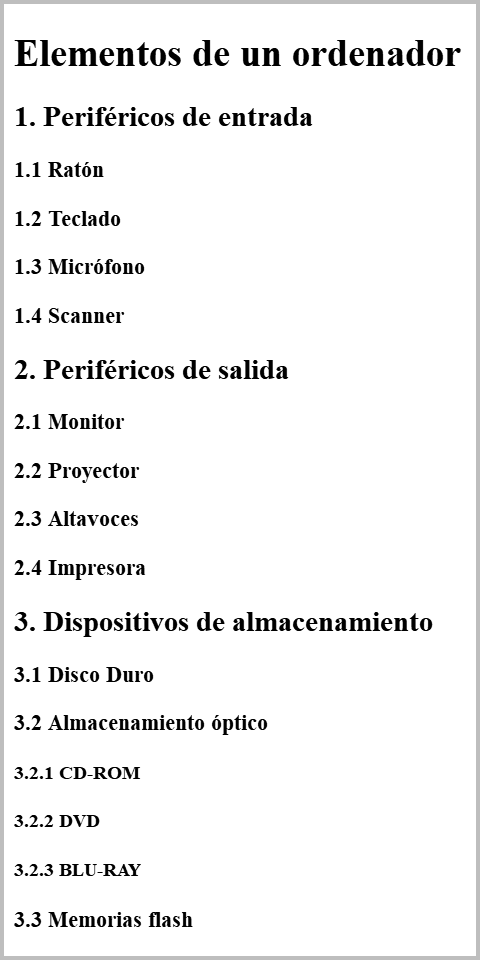 Elementos de un ordenador
1. Periféricos de entrada
1.1 Ratón
1.2 Teclado
1.3 Micrófono
1.4 Scanner
2. Periféricos de salida
2.1 Monitor
2.2 Proyector
2.3 Altavoces
2.4 Impresora
3. Dispositivos de almacenamiento
3.1 Disco Duro
3.2 Almacenamiento óptico
3.2.1 CD-ROM
3.2.2 DVD
3.2.3 BLU-RAY
3.3 Memorias flash